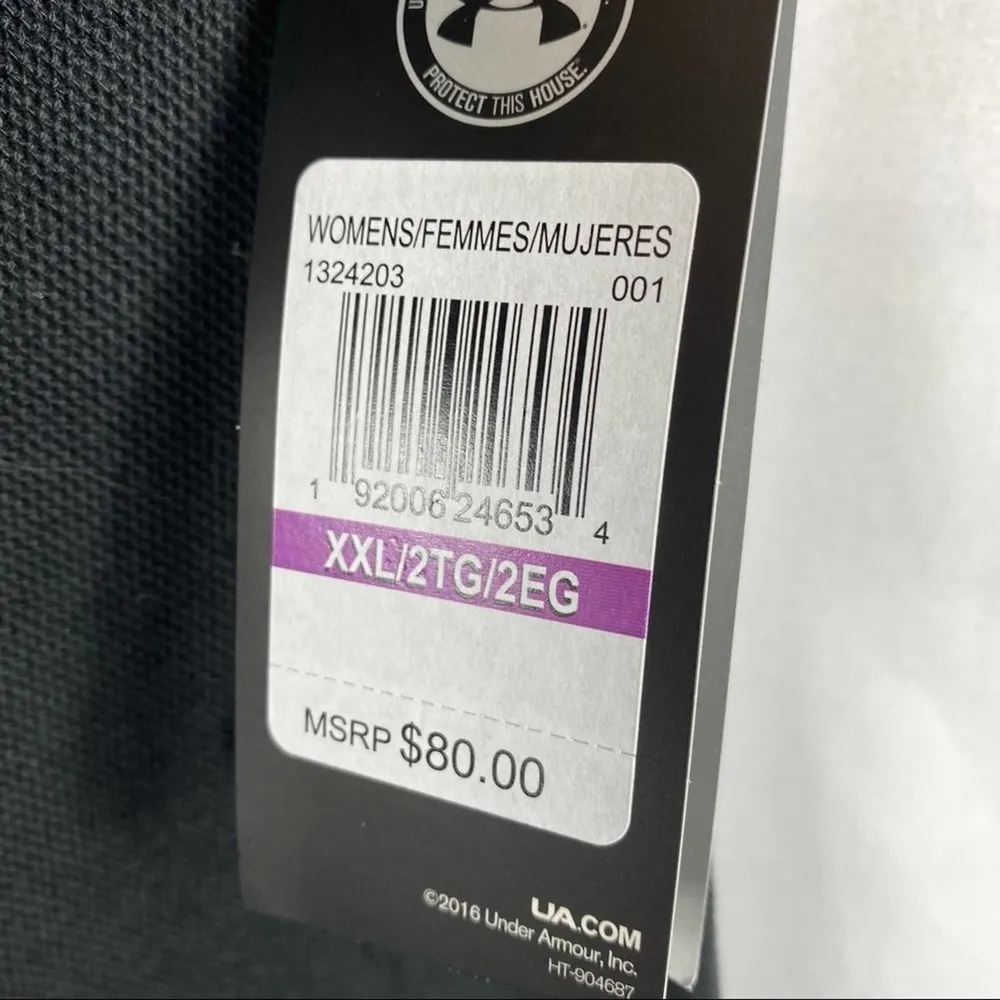 PROTECT THIS HOUSE.
WOMENS/FEMMES/MUJERES
1324203 001
1 92006 24653 4
XXL/2TG/2EG
MSRP $80.00
UA.COM
©2016 Under Armour, Inc.
HT-904687